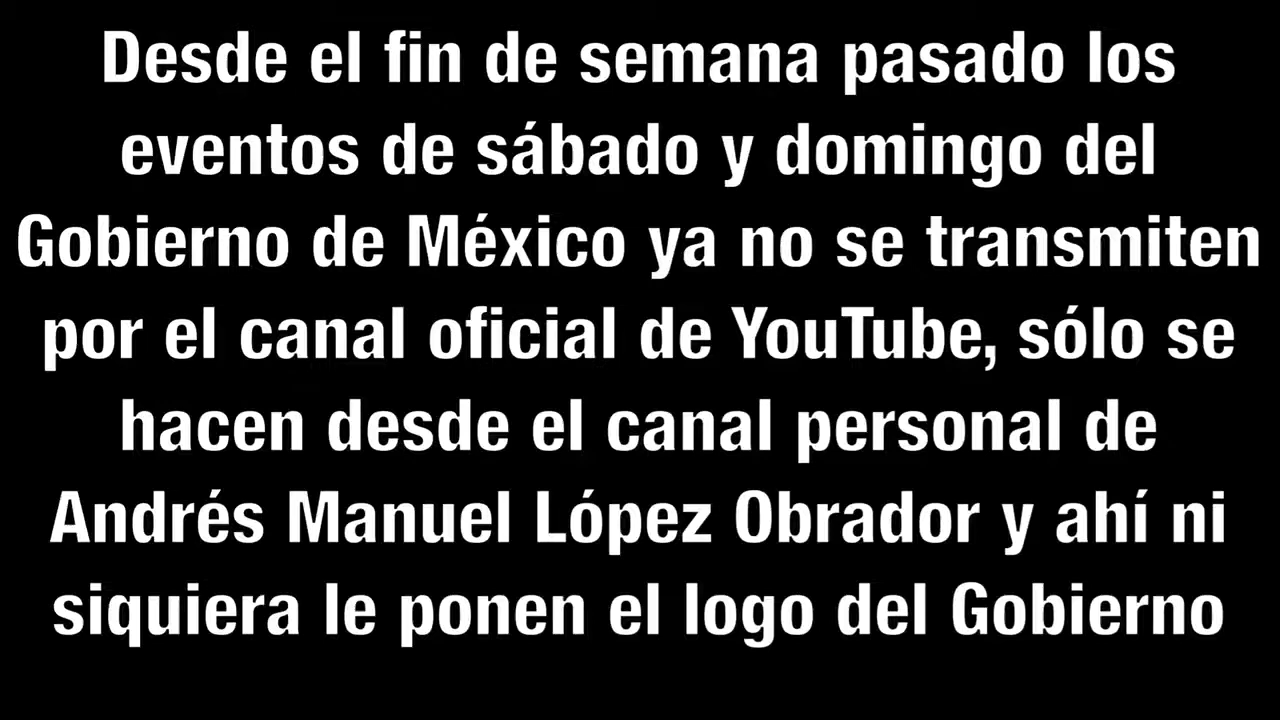 Desde el fin de semana pasado los
eventos de sábado y domingo del
Gobierno de México ya no se transmiten
por el canal oficial de YouTube, sólo se
hacen desde el canal personal de
Andrés Manuel López Obrador y ahí ni
siquiera le ponen el logo del Gobierno